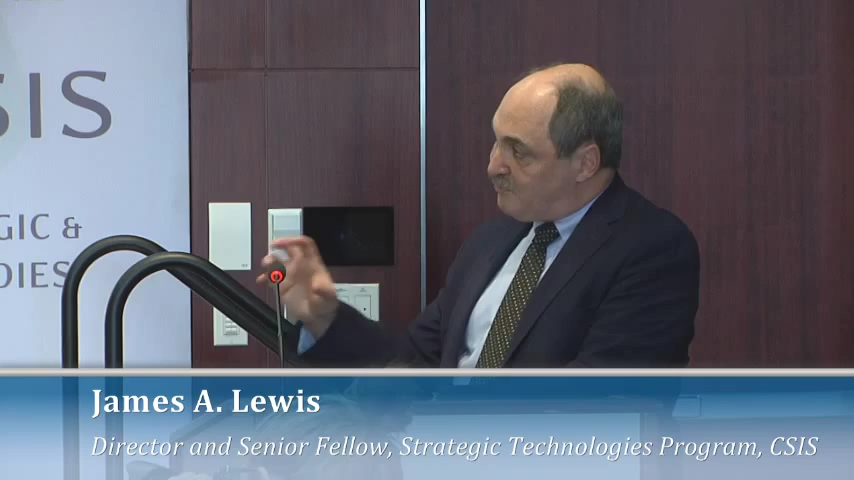 SIS
GIC &
DIES
James A. Lewis
Director and Senior Fellow, Strategic Technologies Program, CSIS